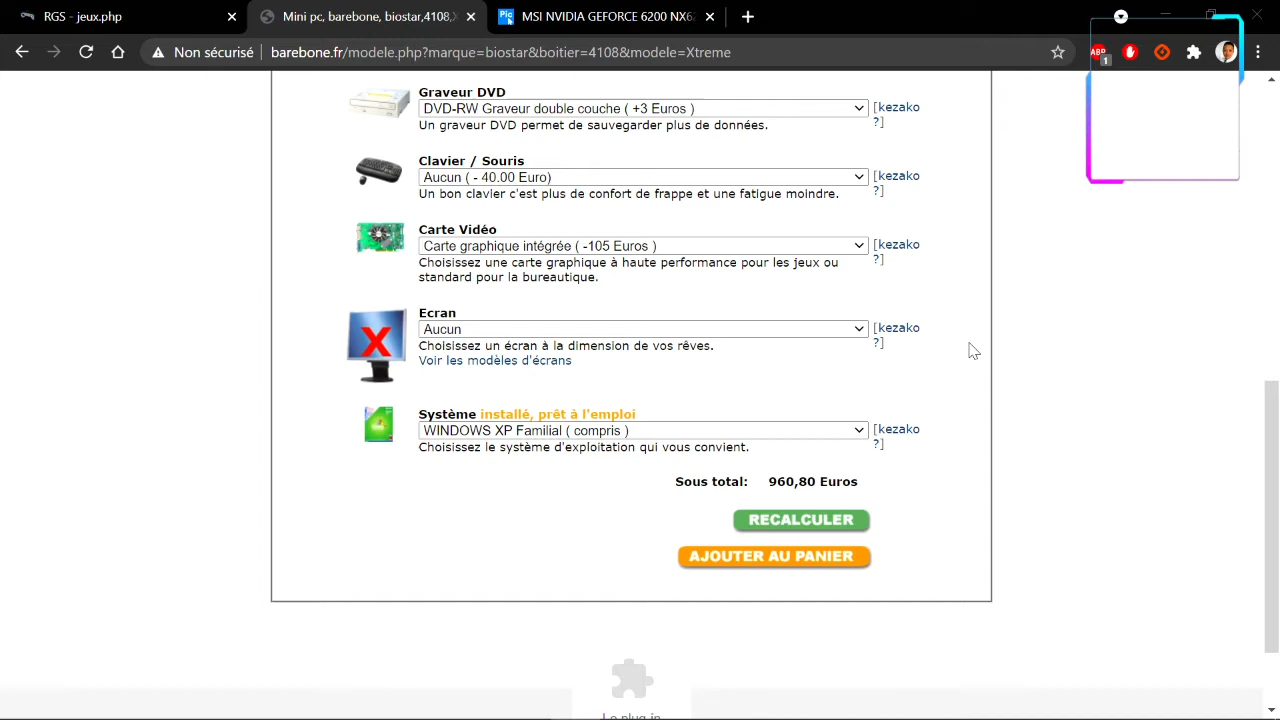 RGS - jeux.php
Mini pc, barebone, biostar,4108,X
MSI NVIDIA GEFORCE 6200 NX62
Non sécurisé
barebone.fr/modele.php?marque=biostar&boitier=4108&modele=Xtreme
ABP
1
Graveur DVD
DVD-RW Graveur double couche ( +3 Euros )
[kezako ?]
Un graveur DVD permet de sauvegarder plus de données.
Clavier / Souris
Aucun ( - 40.00 Euro)
[kezako ?]
Un bon clavier c'est plus de confort de frappe et une fatigue moindre.
Carte Vidéo
Carte graphique intégrée ( -105 Euros )
[kezako ?]
Choisissez une carte graphique à haute performance pour les jeux ou
standard pour la bureautique.
Ecran
Aucun
[kezako ?]
Choisissez un écran à la dimension de vos rêves.
Voir les modèles d'écrans
X
Système installé, prêt à l'emploi
WINDOWS XP Familial ( compris )
[kezako ?]
Choisissez le système d'exploitation qui vous convient.
Sous total: 960,80 Euros
RECALCULER
AJOUTER AU PANIER
Le plug-in